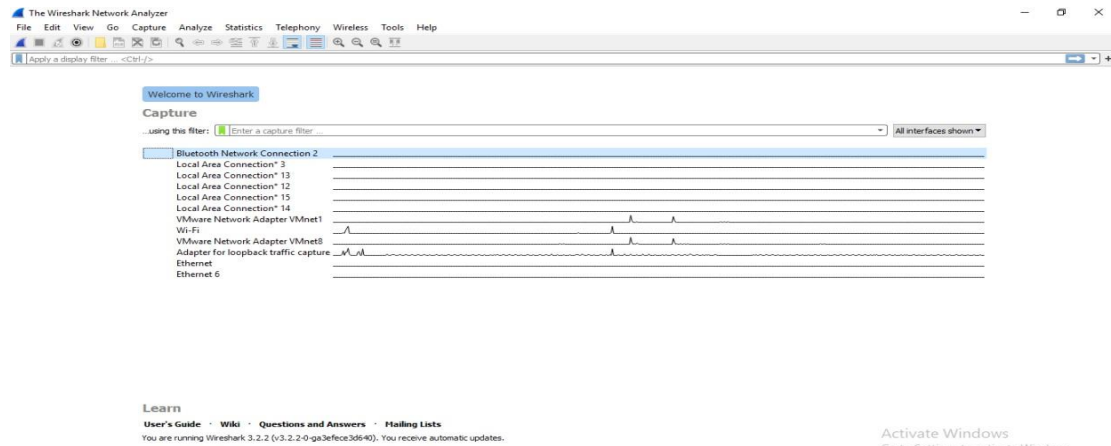 The Wireshark Network Analyzer
File Edit View Go Capture Analyze Statistics Telephony Wireless Tools Help
Apply a display filter ... <Ctrl-/>
Welcome to Wireshark
Capture
...using this filter: Enter a capture filter ... All interfaces shown
Bluetooth Network Connection 2
Local Area Connection* 3
Local Area Connection* 13
Local Area Connection* 12
Local Area Connection* 15
Local Area Connection* 14
VMware Network Adapter VMnet1
Wi-Fi
VMware Network Adapter VMnet8
Adapter for loopback traffic capture
Ethernet
Ethernet 6
Learn
User's Guide · Wiki · Questions and Answers · Mailing Lists
You are running Wireshark 3.2.2 (v3.2.2-0-ga3efece3d640). You receive automatic updates.
Activate Windows